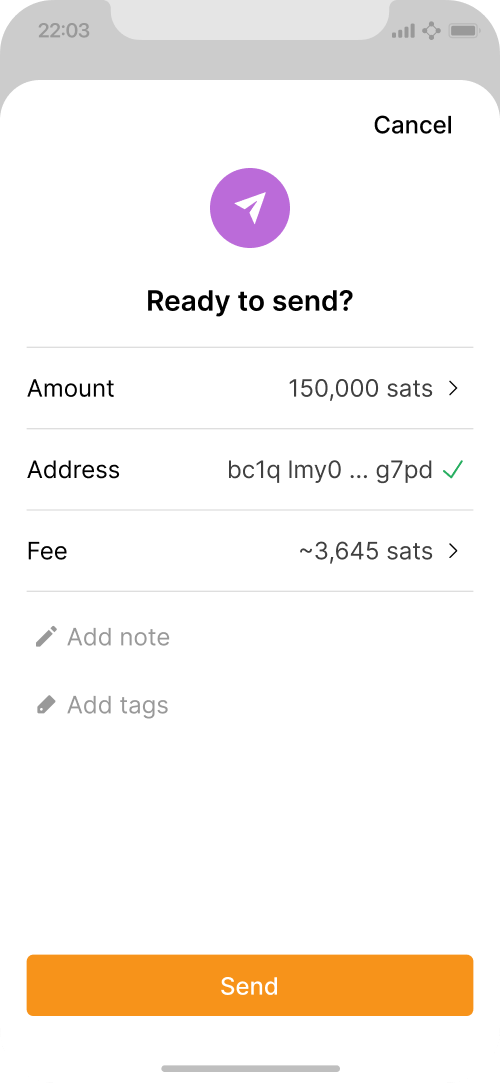 22:03
Cancel
Ready to send?
Amount 150,000 sats
Address bc1q lmy0 ... g7pd
Fee ~3,645 sats
Add note
Add tags
Send